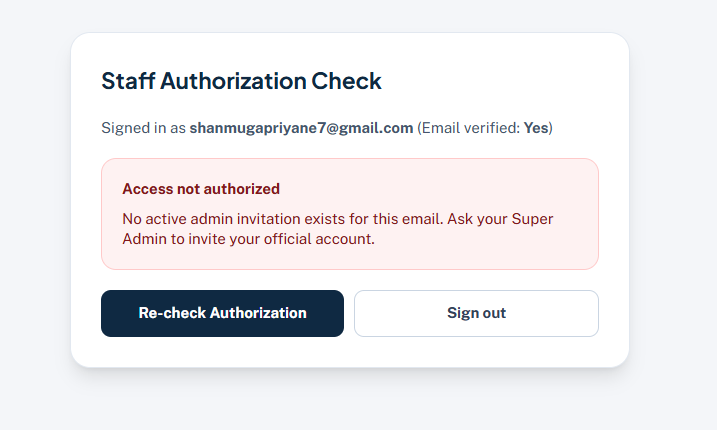 Staff Authorization Check
Signed in as shanmugapriyane7@gmail.com (Email verified: Yes)
Access not authorized
No active admin invitation exists for this email. Ask your Super
Admin to invite your official account.
Re-check Authorization
Sign out